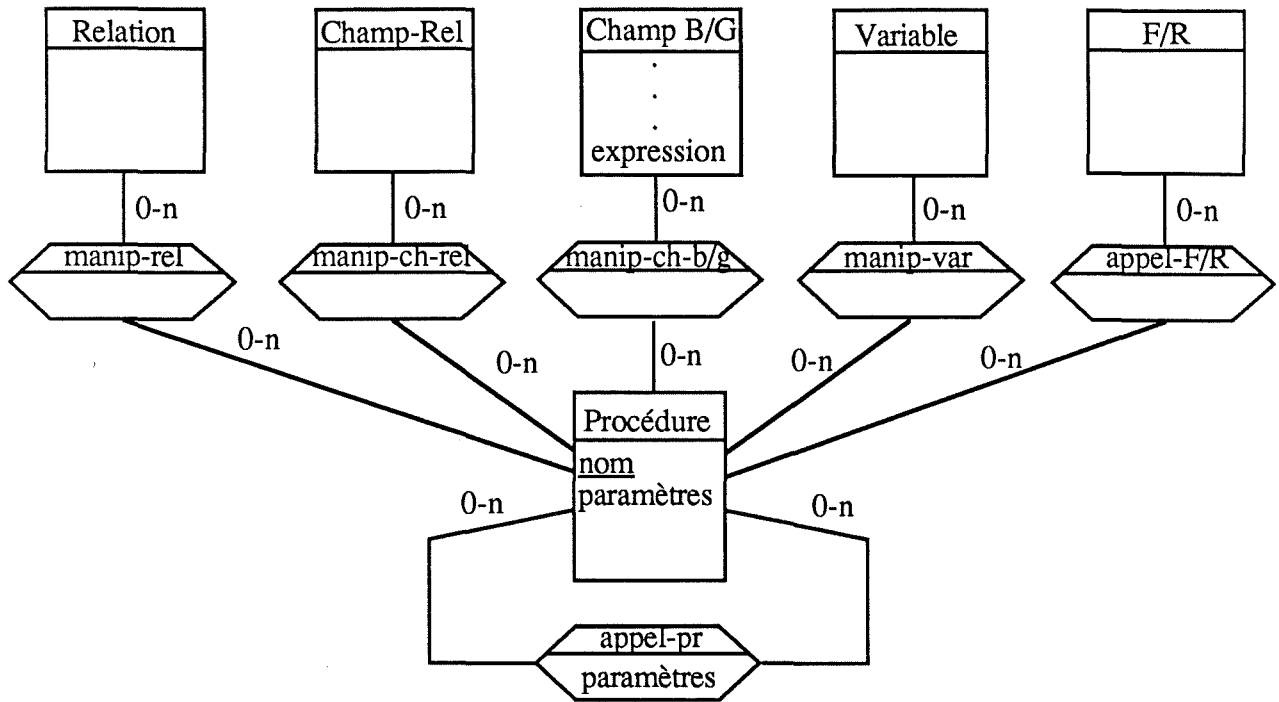 Relation
Champ-Rel
Champ B/G
Variable
F/R
.
.
.
expression
0-n
0-n
0-n
0-n
0-n
manip-rel
manip-ch-rel
manip-ch-b/g
manip-var
appel-F/R
0-n
0-n
0-n
0-n
0-n
Procédure
nom
paramètres
0-n
0-n
appel-pr
paramètres